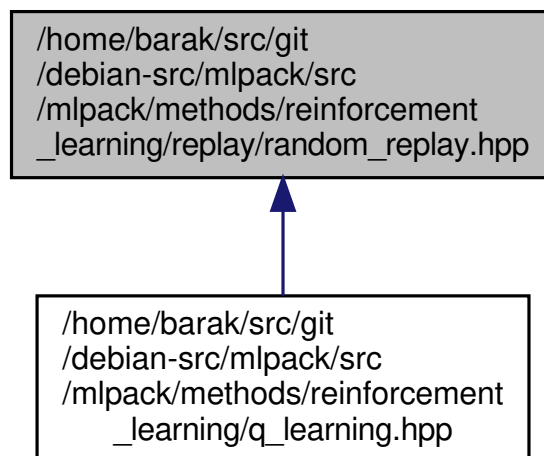 /home/barak/src/git
/debian-src/mlpack/src
/mlpack/methods/reinforcement
_learning/replay/random_replay.hpp
/home/barak/src/git
/debian-src/mlpack/src
/mlpack/methods/reinforcement
_learning/q_learning.hpp